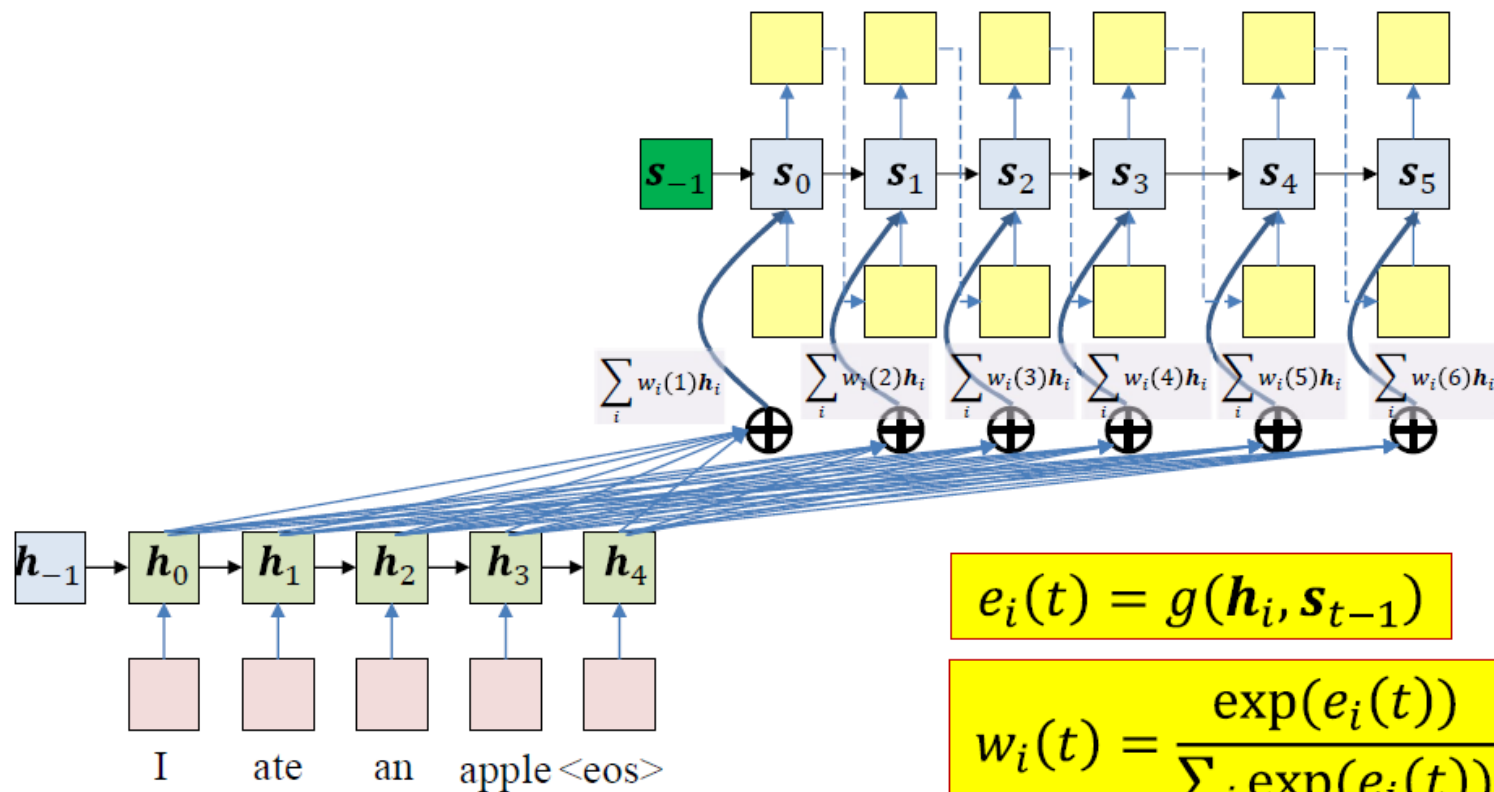 s₋₁ s₀ s₁ s₂ s₃ s₄ s₅
∑ᵢ wᵢ(1)hᵢ ∑ᵢ wᵢ(2)hᵢ ∑ᵢ wᵢ(3)hᵢ ∑ᵢ wᵢ(4)hᵢ ∑ᵢ wᵢ(5)hᵢ ∑ᵢ wᵢ(6)hᵢ
h₋₁ h₀ h₁ h₂ h₃ h₄
eᵢ(t) = g(hᵢ, sₜ₋₁)
exp(eᵢ(t))
wᵢ(t) =
∑ⱼ exp(eⱼ(t))
I ate an apple <eos>